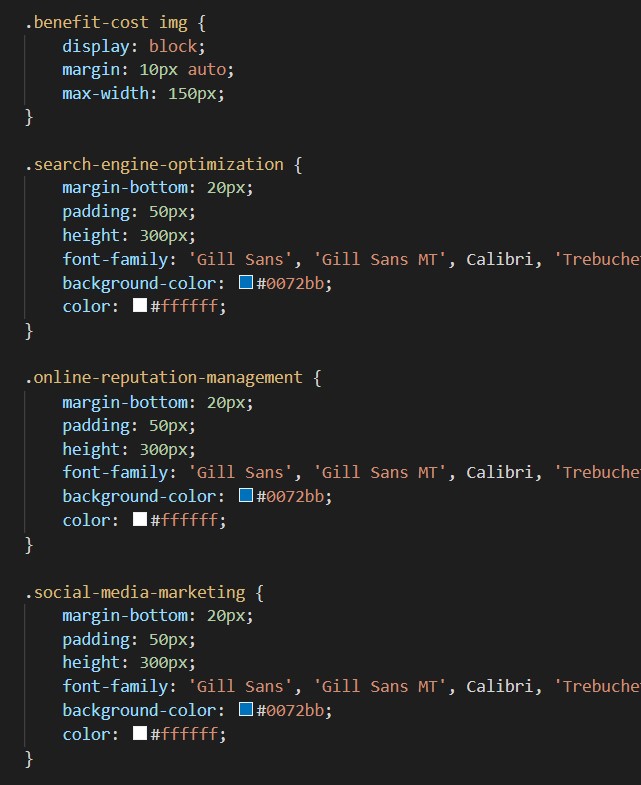 .benefit-cost img {
    display: block;
    margin: 10px auto;
    max-width: 150px;
}

.search-engine-optimization {
    margin-bottom: 20px;
    padding: 50px;
    height: 300px;
    font-family: 'Gill Sans', 'Gill Sans MT', Calibri, 'Trebuche
    background-color: #0072bb;
    color: #ffffff;
}

.online-reputation-management {
    margin-bottom: 20px;
    padding: 50px;
    height: 300px;
    font-family: 'Gill Sans', 'Gill Sans MT', Calibri, 'Trebuche
    background-color: #0072bb;
    color: #ffffff;
}

.social-media-marketing {
    margin-bottom: 20px;
    padding: 50px;
    height: 300px;
    font-family: 'Gill Sans', 'Gill Sans MT', Calibri, 'Trebuche
    background-color: #0072bb;
    color: #ffffff;
}